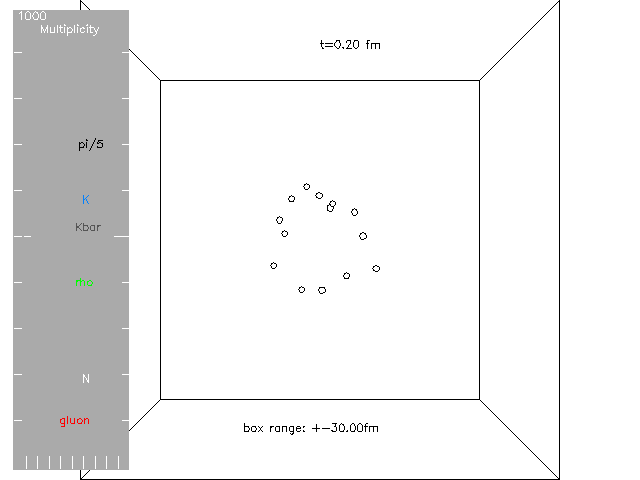 1000
Multiplicity
t=0.20 fm
pi/5
K
Kbar
rho
N
gluon
box range: +-30.00fm